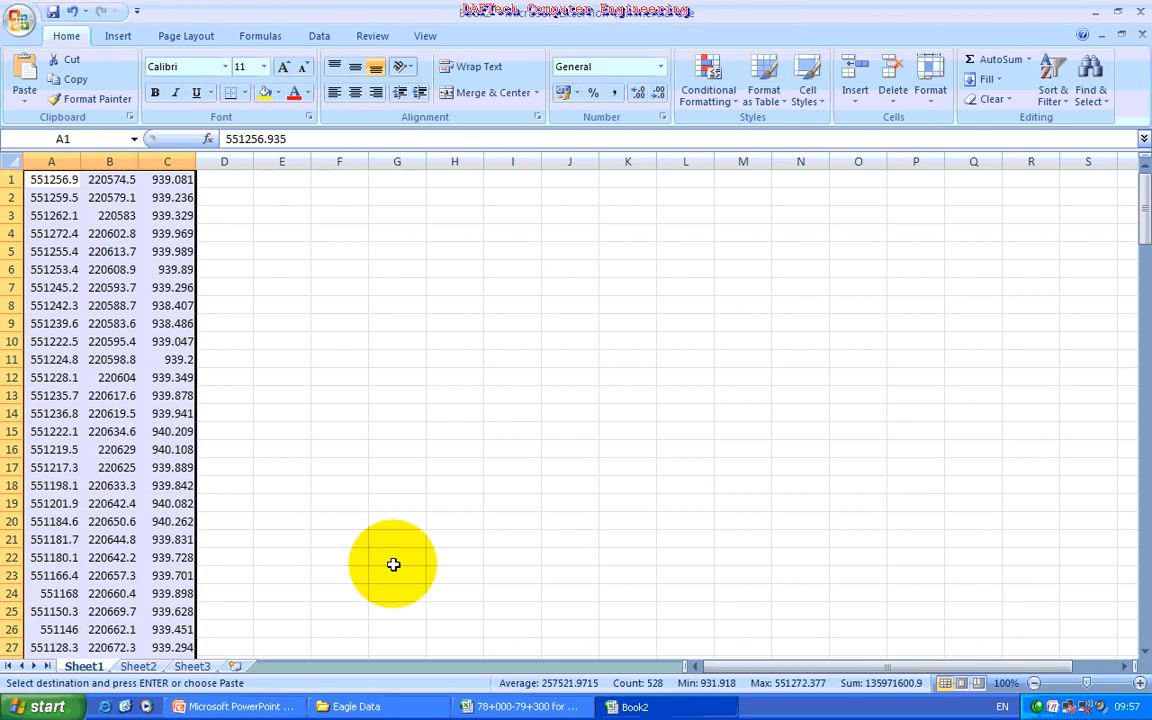 DAFTech Computer Engineering
Home Insert Page Layout Formulas Data Review View
Paste
Cut
Copy
Format Painter
Clipboard
Calibri 11
B I U
Font
Wrap Text
Merge & Center
Alignment
General
% ,
Number
Conditional Formatting
Format as Table
Cell Styles
Styles
Insert Delete Format
Cells
AutoSum
Fill
Clear
Sort & Filter
Find & Select
Editing
A1 fx 551256.935
A B C D E F G H I J K L M N O P Q R S
1 551256.9 220574.5 939.081
2 551259.5 220579.1 939.236
3 551262.1 220583 939.329
4 551272.4 220602.8 939.969
5 551255.4 220613.7 939.989
6 551253.4 220608.9 939.89
7 551245.2 220593.7 939.296
8 551242.3 220588.7 938.407
9 551239.6 220583.6 938.486
10 551222.5 220595.4 939.047
11 551224.8 220598.8 939.2
12 551228.1 220604 939.349
13 551235.7 220617.6 939.878
14 551236.8 220619.5 939.941
15 551222.1 220634.6 940.209
16 551219.5 220629 940.108
17 551217.3 220625 939.889
18 551198.1 220633.3 939.842
19 551201.9 220642.4 940.082
20 551184.6 220650.6 940.262
21 551181.7 220644.8 939.831
22 551180.1 220642.2 939.728
23 551166.4 220657.3 939.701
24 551168 220660.4 939.898
25 551150.3 220669.7 939.628
26 551146 220662.1 939.451
27 551128.3 220672.3 939.294
Sheet1 Sheet2 Sheet3
Select destination and press ENTER or choose Paste Average: 257521.9715 Count: 528 Min: 931.918 Max: 551272.377 Sum: 135971600.9 100%
start Microsoft PowerPoint ... Eagle Data 78+000-79+300 for ... Book2 EN 09:57